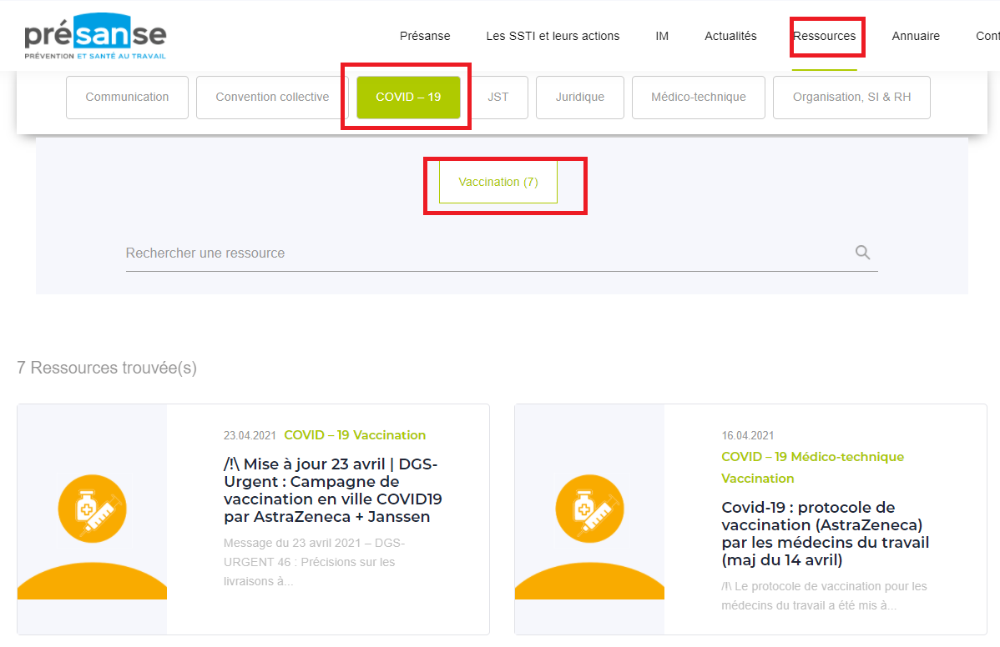 présanse
PRÉVENTION ET SANTÉ AU TRAVAIL
Présanse Les SSTI et leurs actions IM Actualités Ressources Annuaire Cont
Communication Convention collective COVID – 19 JST Juridique Médico-technique Organisation, SI & RH
Vaccination (7)
Rechercher une ressource
7 Ressources trouvée(s)
23.04.2021 COVID – 19 Vaccination
/!\ Mise à jour 23 avril | DGS-
Urgent : Campagne de
vaccination en ville COVID19
par AstraZeneca + Janssen
Message du 23 avril 2021 – DGS-
URGENT 46 : Précisions sur les
livraisons à...
16.04.2021
COVID – 19 Médico-technique
Vaccination
Covid-19 : protocole de
vaccination (AstraZeneca)
par les médecins du travail
(maj du 14 avril)
/!\ Le protocole de vaccination pour les
médecins du travail a été mis à...